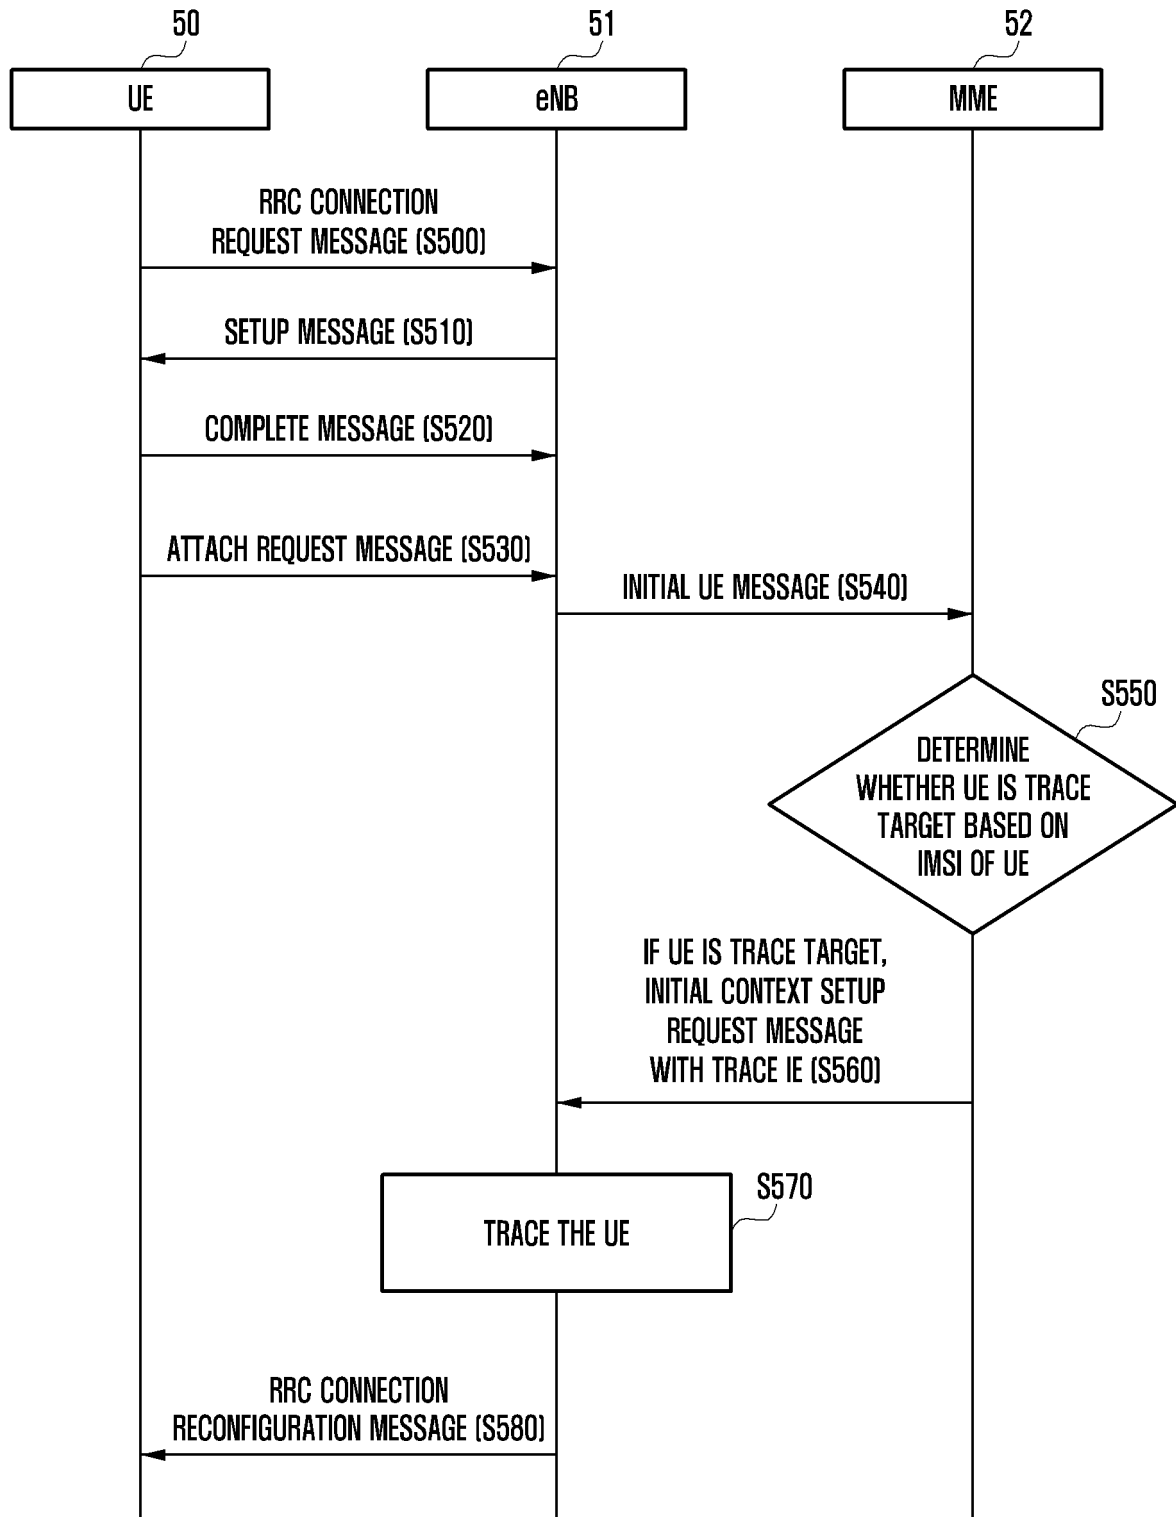 50
51
52
UE
eNB
MME
RRC CONNECTION
REQUEST MESSAGE (S500)
SETUP MESSAGE (S510)
COMPLETE MESSAGE (S520)
ATTACH REQUEST MESSAGE (S530)
INITIAL UE MESSAGE (S540)
S550
DETERMINE
WHETHER UE IS TRACE
TARGET BASED ON
IMSI OF UE
IF UE IS TRACE TARGET,
INITIAL CONTEXT SETUP
REQUEST MESSAGE
WITH TRACE IE (S560)
S570
TRACE THE UE
RRC CONNECTION
RECONFIGURATION MESSAGE (S580)